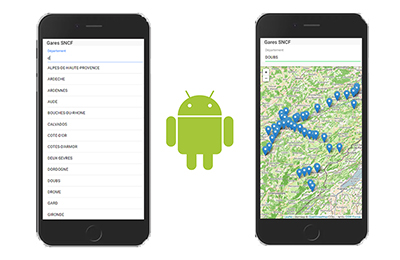 Gares SNCF
Département
d
ALPES DE HAUTE PROVENCE
ARDECHE
ARDENNES
AUDE
BOUCHES DU RHONE
CALVADOR
COTE D'OR
COTES-D'ARMOR
DEUX-SEVRES
DORDOGNE
DOUBS
DROME
GARD
GIRONDE
Gares SNCF
Département
DOUBS
+
-